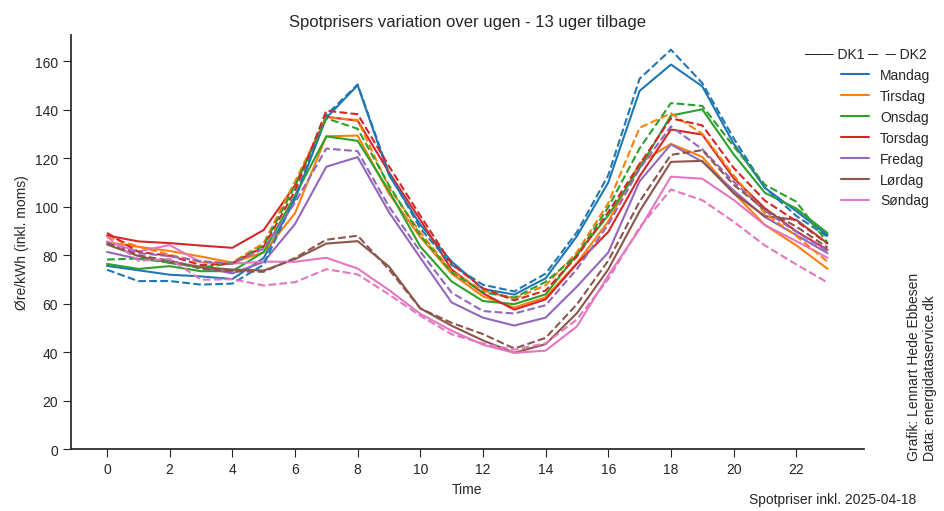 Spotprisers variation over ugen - 13 uger tilbage
DK1
DK2
Mandag
Tirsdag
Onsdag
Torsdag
Fredag
Lørdag
Søndag
Øre/kWh (inkl. moms)
160
140
120
100
80
60
40
20
0
0 2 4 6 8 10 12 14 16 18 20 22
Time
Grafik: Lennart Hede Ebbesen
Data: energidataservice.dk
Spotpriser inkl. 2025-04-18